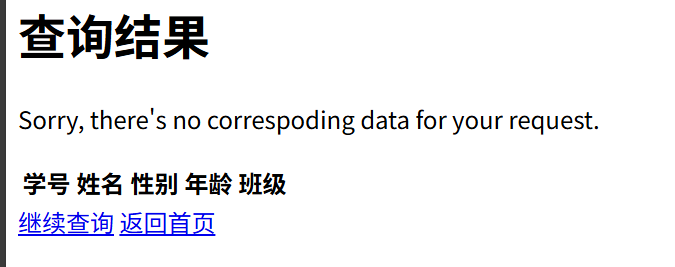 查询结果
Sorry, there's no correspoding data for your request.
学号 姓名 性别 年龄 班级
继续查询 返回首页